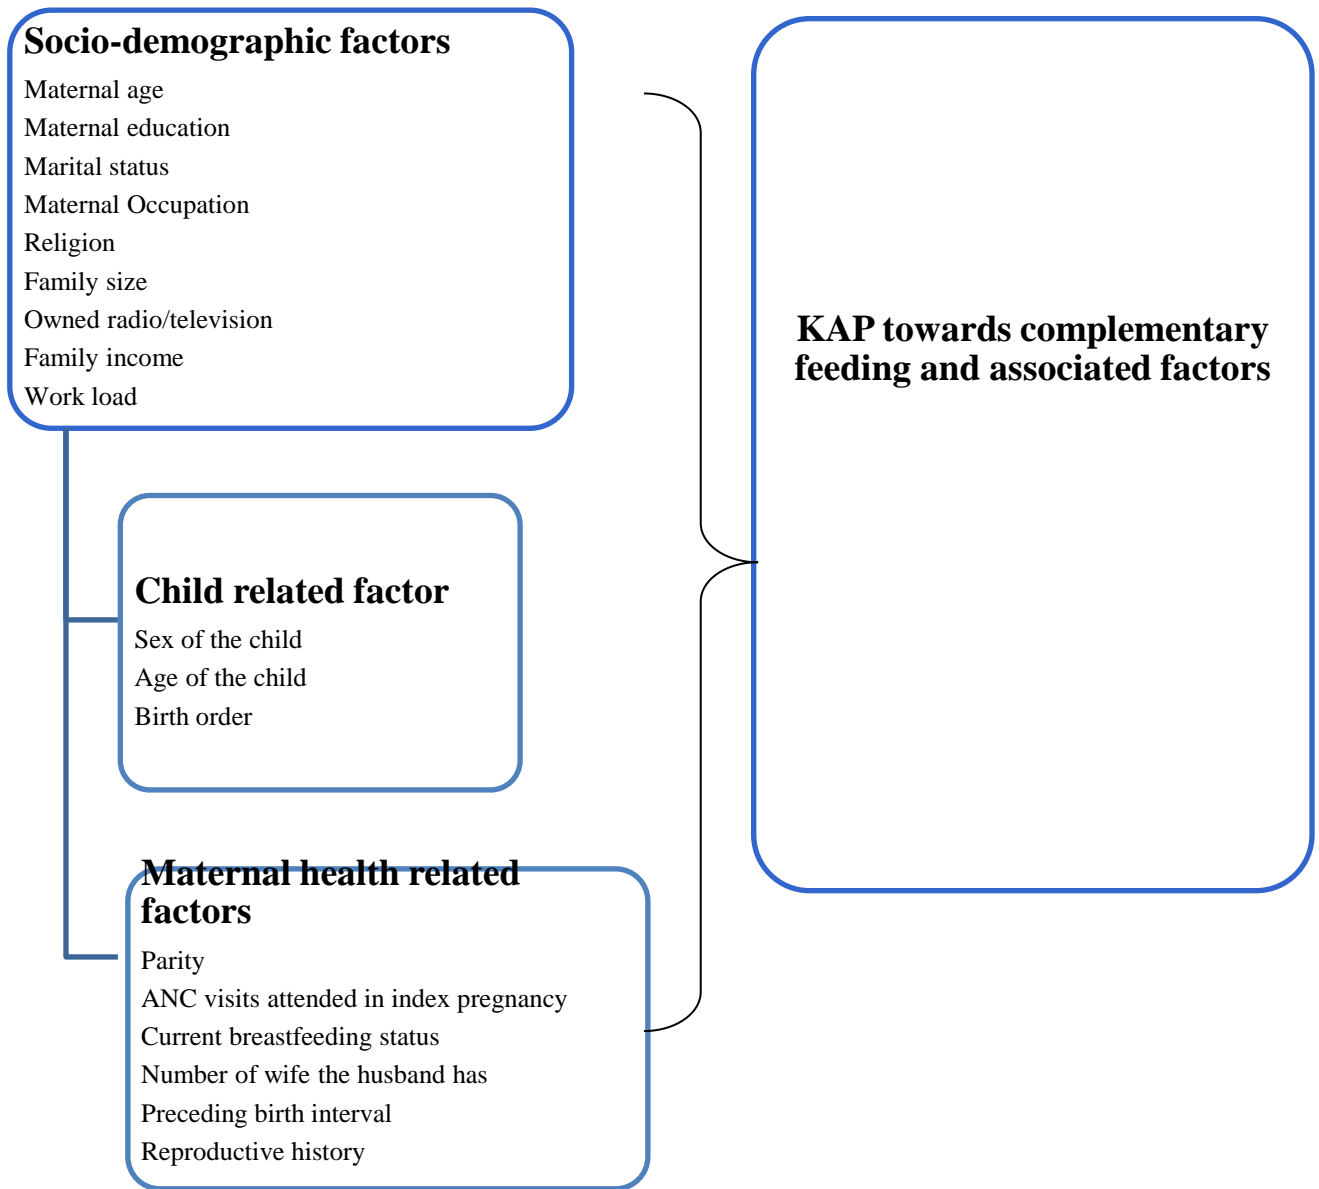 Socio-demographic factors
Maternal age
Maternal education
Marital status
Maternal Occupation
Religion
Family size
Owned radio/television
Family income
Work load
Child related factor
Sex of the child
Age of the child
Birth order
Maternal health related
factors
Parity
ANC visits attended in index pregnancy
Current breastfeeding status
Number of wife the husband has
Preceding birth interval
Reproductive history
KAP towards complementary
feeding and associated factors